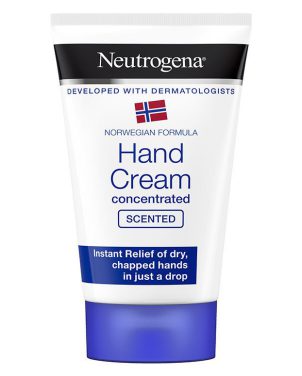 Neutrogena®
DEVELOPED WITH DERMATOLOGISTS
NORWEGIAN FORMULA
Hand
Cream
concentrated
SCENTED
Instant Relief of dry,
chapped hands
in just a drop